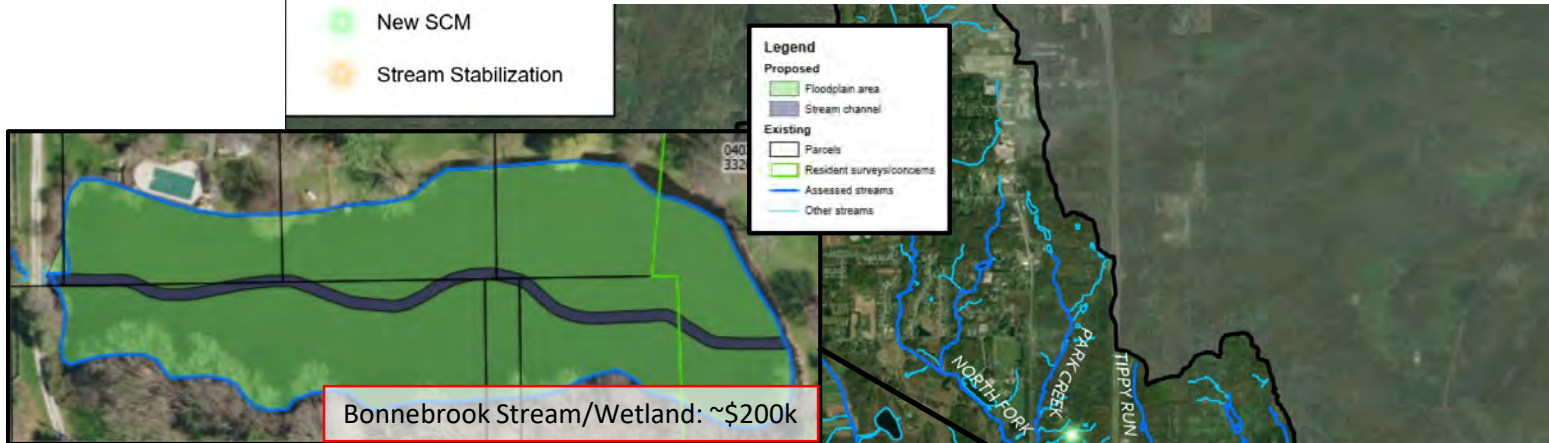 New SCM
Stream Stabilization
Legend
Proposed
Floodplain area
Stream channel
Existing
Parcels
Resident surveys/concerns
Assessed streams
Other streams
Bonnebrook Stream/Wetland: ~$200k
NORTH FORK
PARK CREEK
TIPPY RUN